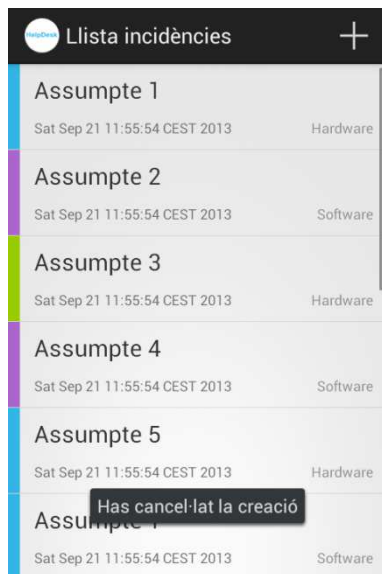 HelpDesk
Llista incidències
Assumpte 1
Sat Sep 21 11:55:54 CEST 2013 Hardware
Assumpte 2
Sat Sep 21 11:55:54 CEST 2013 Software
Assumpte 3
Sat Sep 21 11:55:54 CEST 2013 Hardware
Assumpte 4
Sat Sep 21 11:55:54 CEST 2013 Software
Assumpte 5
Sat Sep 21 11:55:54 CEST 2013 Hardware
Has cancel·lat la creació
Sat Sep 21 11:55:54 CEST 2013 Software